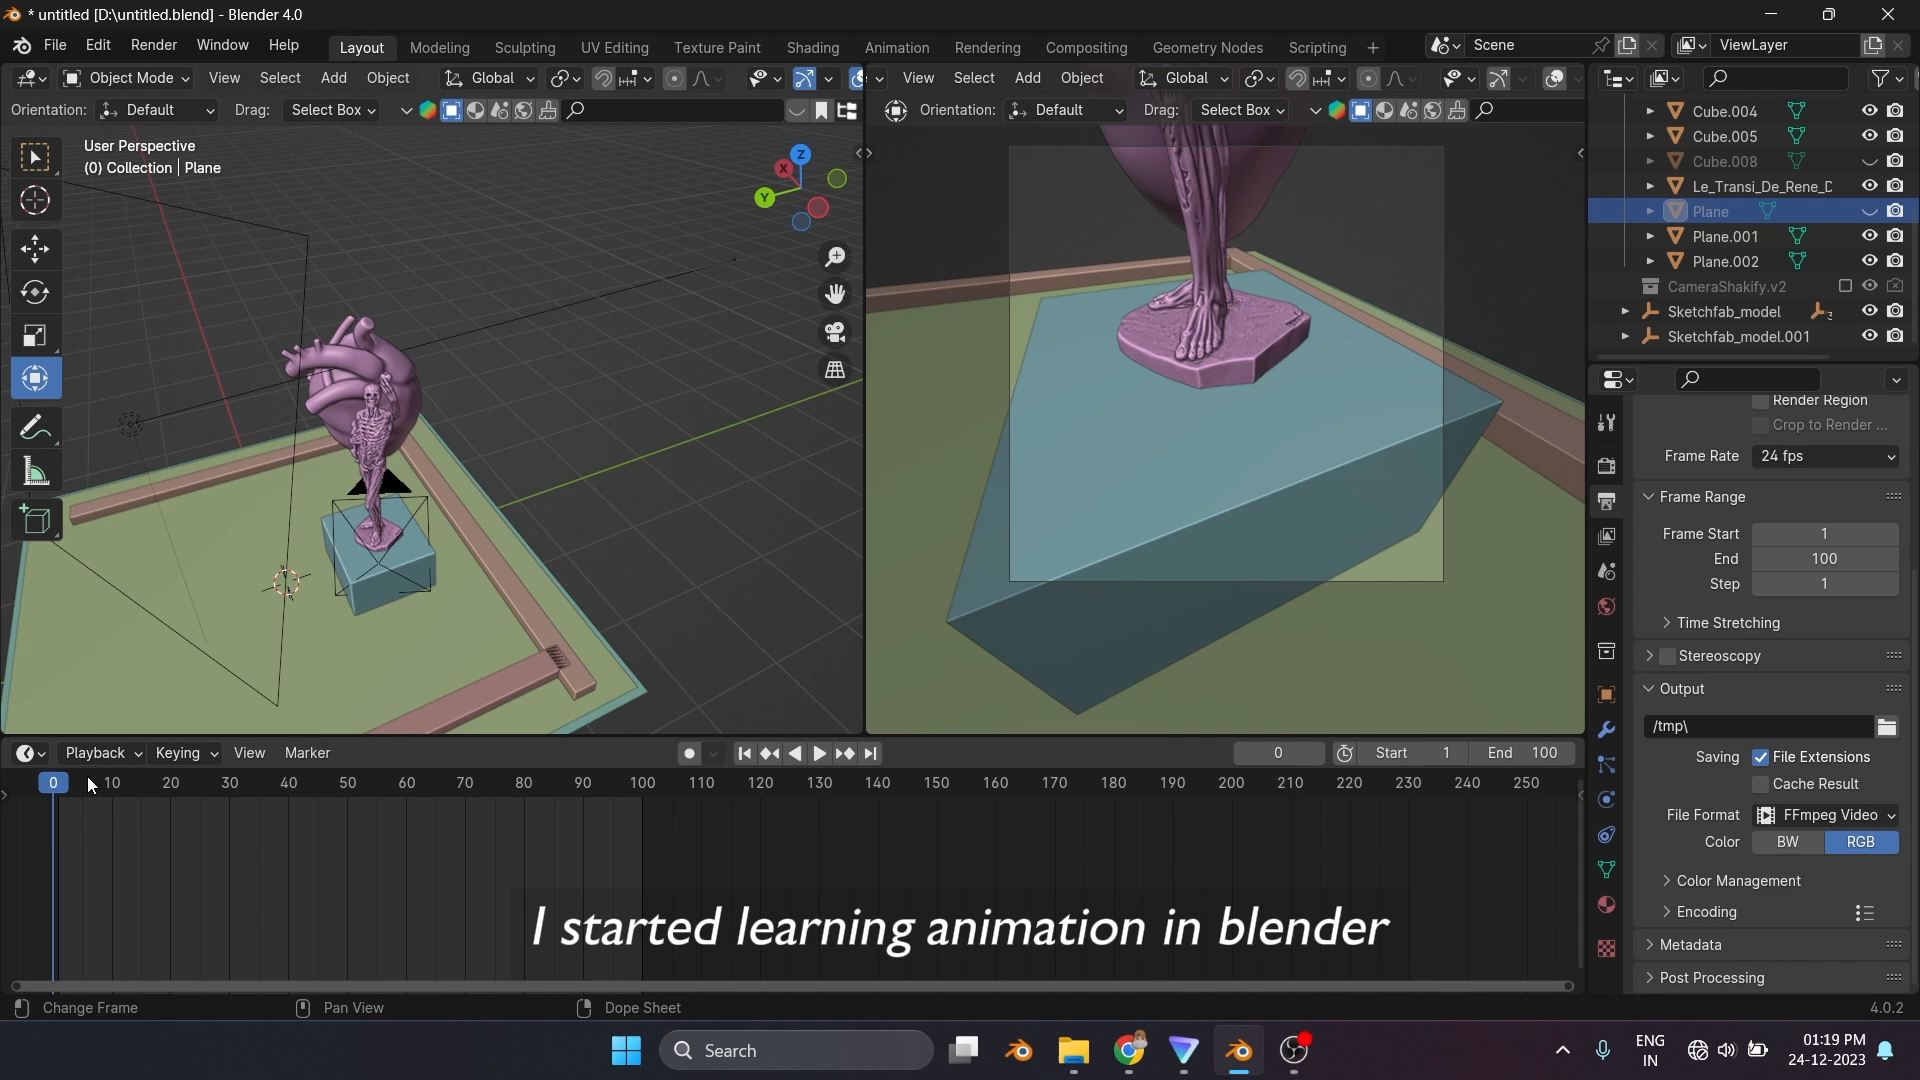 * untitled [D:\untitled.blend] - Blender 4.0
File Edit Render Window Help
Layout Modeling Sculpting UV Editing Texture Paint Shading Animation Rendering Compositing Geometry Nodes Scripting +
Scene ViewLayer
Object Mode View Select Add Object Global
View Select Add Object Global
Orientation: Default Drag: Select Box
Orientation: Default Drag: Select Box
User Perspective
(0) Collection | Plane
Z
X
Y
Cube.004
Cube.005
Cube.008
Le_Transi_De_Rene_D
Plane
Plane.001
Plane.002
CameraShakify.v2
Sketchfab_model 3
Sketchfab_model.001
Render Region
Crop to Render ...
Frame Rate 24 fps
Frame Range
Frame Start 1
End 100
Step 1
Time Stretching
Stereoscopy
Output
/tmp\
Saving File Extensions
Cache Result
File Format FFmpeg Video
Color BW RGB
Color Management
Encoding
Metadata
Post Processing
Playback Keying View Marker
0 Start 1 End 100
0 10 20 30 40 50 60 70 80 90 100 110 120 130 140 150 160 170 180 190 200 210 220 230 240 250
I started learning animation in blender
Change Frame Pan View Dope Sheet 4.0.2
Search
ENG
IN
01:19 PM
24-12-2023